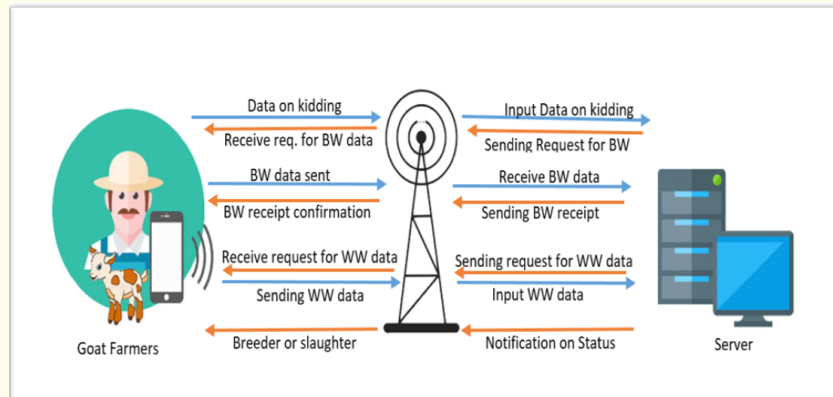 Data on kidding
Input Data on kidding
Receive req. for BW data
Sending Request for BW
BW data sent
Receive BW data
BW receipt confirmation
Sending BW receipt
Receive request for WW data
Sending request for WW data
Sending WW data
Input WW data
Goat Farmers
Breeder or slaughter
Notification on Status
Server